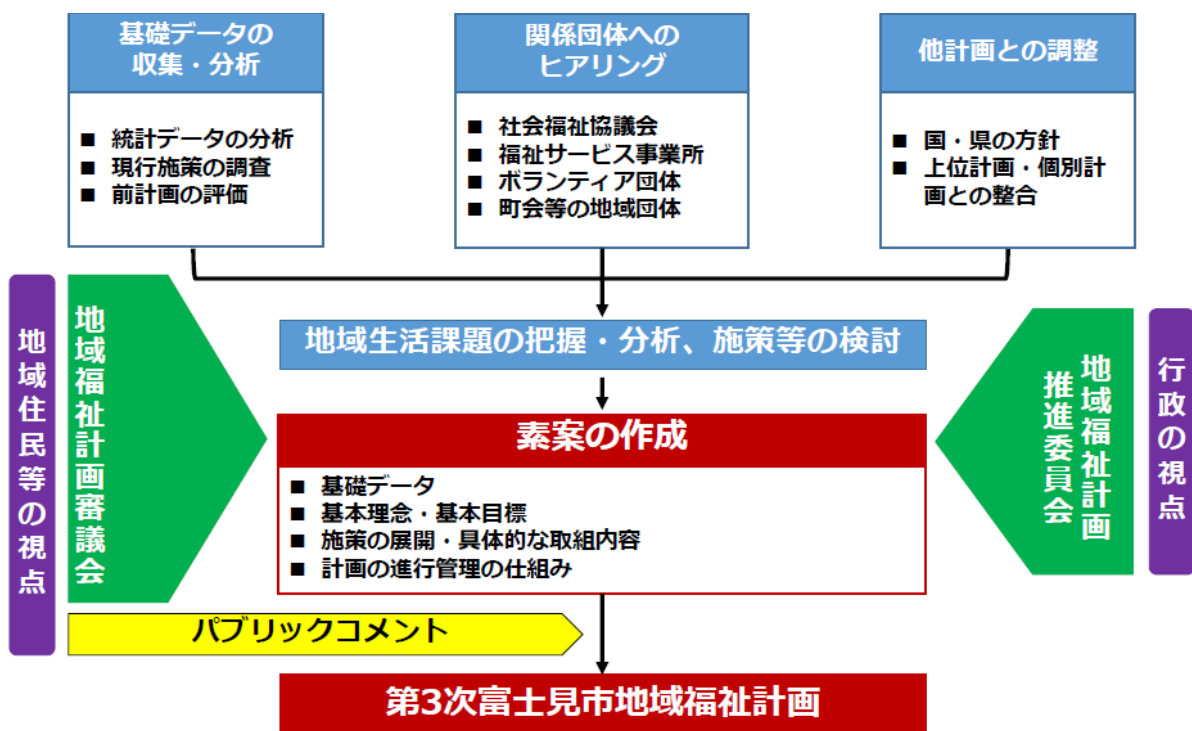 基礎データの
収集・分析
■ 統計データの分析
■ 現行施策の調査
■ 前計画の評価
関係団体への
ヒアリング
■ 社会福祉協議会
■ 福祉サービス事業所
■ ボランティア団体
■ 町会等の地域団体
他計画との調整
■ 国・県の方針
■ 上位計画・個別計
画との整合
地域住民等の視点
地域福祉計画審議会
地域生活課題の把握・分析、施策等の検討
素案の作成
■ 基礎データ
■ 基本理念・基本目標
■ 施策の展開・具体的な取組内容
■ 計画の進行管理の仕組み
地域福祉計画
推進委員会
行政の視点
パブリックコメント
第3次富士見市地域福祉計画